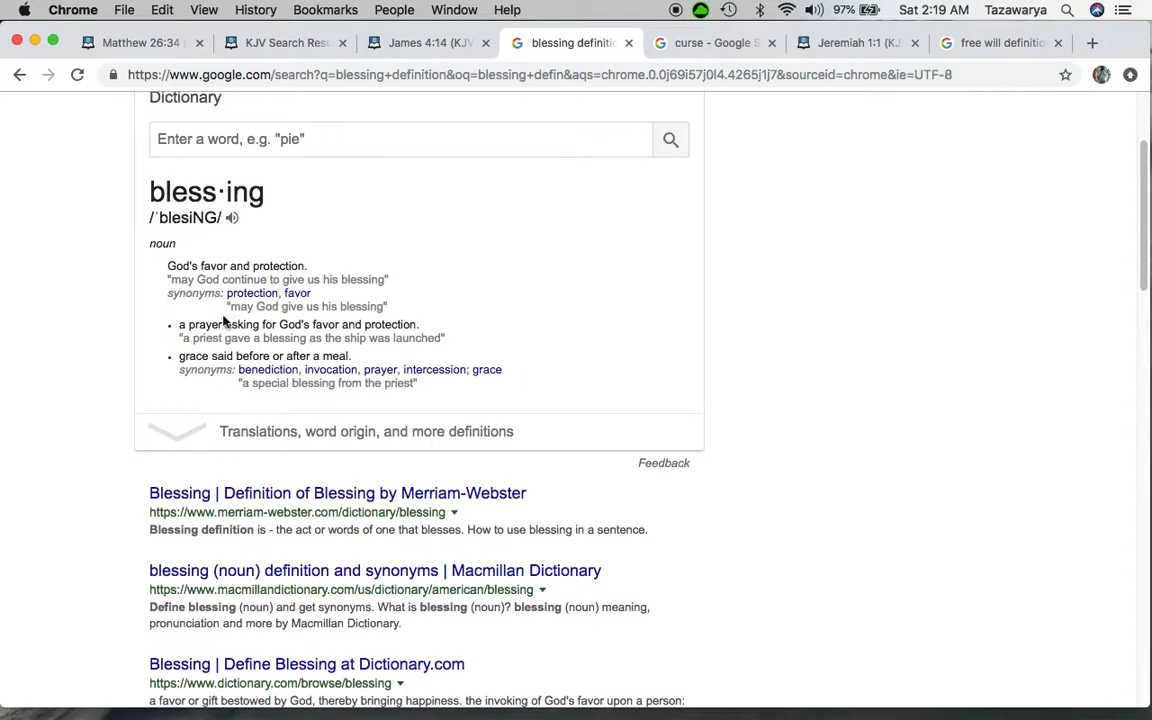 Chrome File Edit View History Bookmarks People Window Help 97% Sat 2:19 AM Tazawarya
Matthew 26:34 KJV Search Resu James 4:14 (KJV blessing definitio curse - Google S Jeremiah 1:1 (KJ free will definitio
https://www.google.com/search?q=blessing+definition&oq=blessing+defin&aqs=chrome.0.0j69i57j0l4.4265j1j7&sourceid=chrome&ie=UTF-8
Dictionary
Enter a word, e.g. "pie"
bless·ing
/ˈblesiNG/
noun
God's favor and protection.
"may God continue to give us his blessing"
synonyms: protection, favor
"may God give us his blessing"
• a prayer asking for God's favor and protection.
"a priest gave a blessing as the ship was launched"
• grace said before or after a meal.
synonyms: benediction, invocation, prayer, intercession; grace
"a special blessing from the priest"
Translations, word origin, and more definitions
Feedback
Blessing | Definition of Blessing by Merriam-Webster
https://www.merriam-webster.com/dictionary/blessing
Blessing definition is - the act or words of one that blesses. How to use blessing in a sentence.
blessing (noun) definition and synonyms | Macmillan Dictionary
https://www.macmillandictionary.com/us/dictionary/american/blessing
Define blessing (noun) and get synonyms. What is blessing (noun)? blessing (noun) meaning,
pronunciation and more by Macmillan Dictionary.
Blessing | Define Blessing at Dictionary.com
https://www.dictionary.com/browse/blessing
a favor or gift bestowed by God, thereby bringing happiness. the invoking of God's favor upon a person: